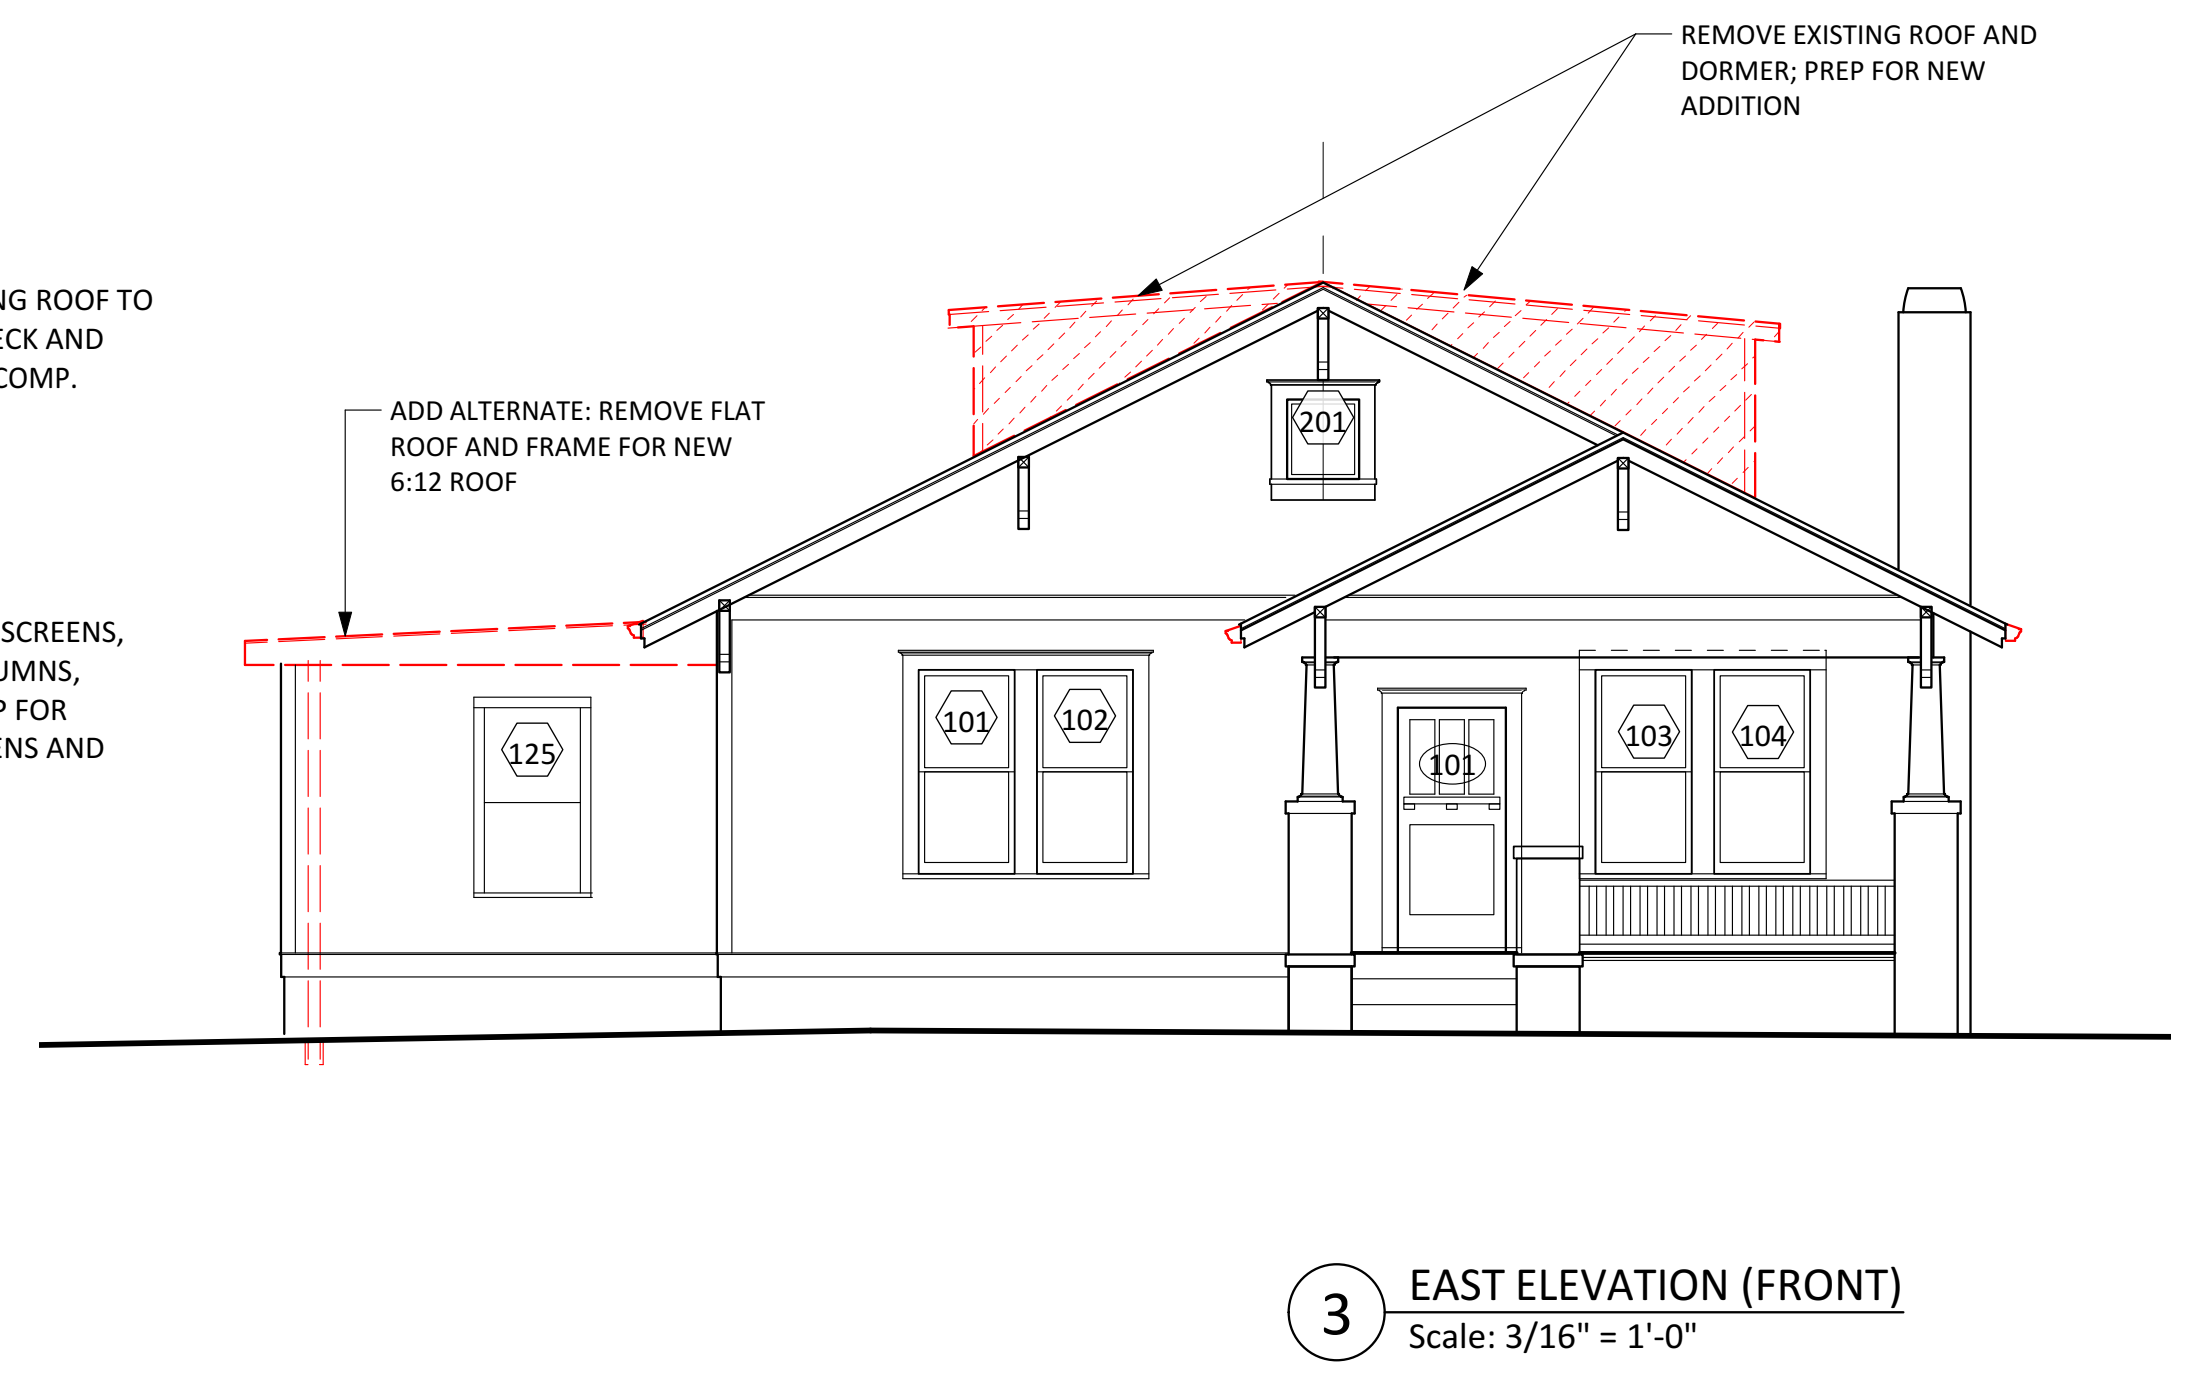 REMOVE EXISTING ROOF AND
DORMER; PREP FOR NEW
ADDITION
NG ROOF TO
ECK AND
COMP.
ADD ALTERNATE: REMOVE FLAT
ROOF AND FRAME FOR NEW
6:12 ROOF
SCREENS,
UMNS,
P FOR
ENS AND
201
125
101
102
101
103
104
3
EAST ELEVATION (FRONT)
Scale: 3/16" = 1'-0"